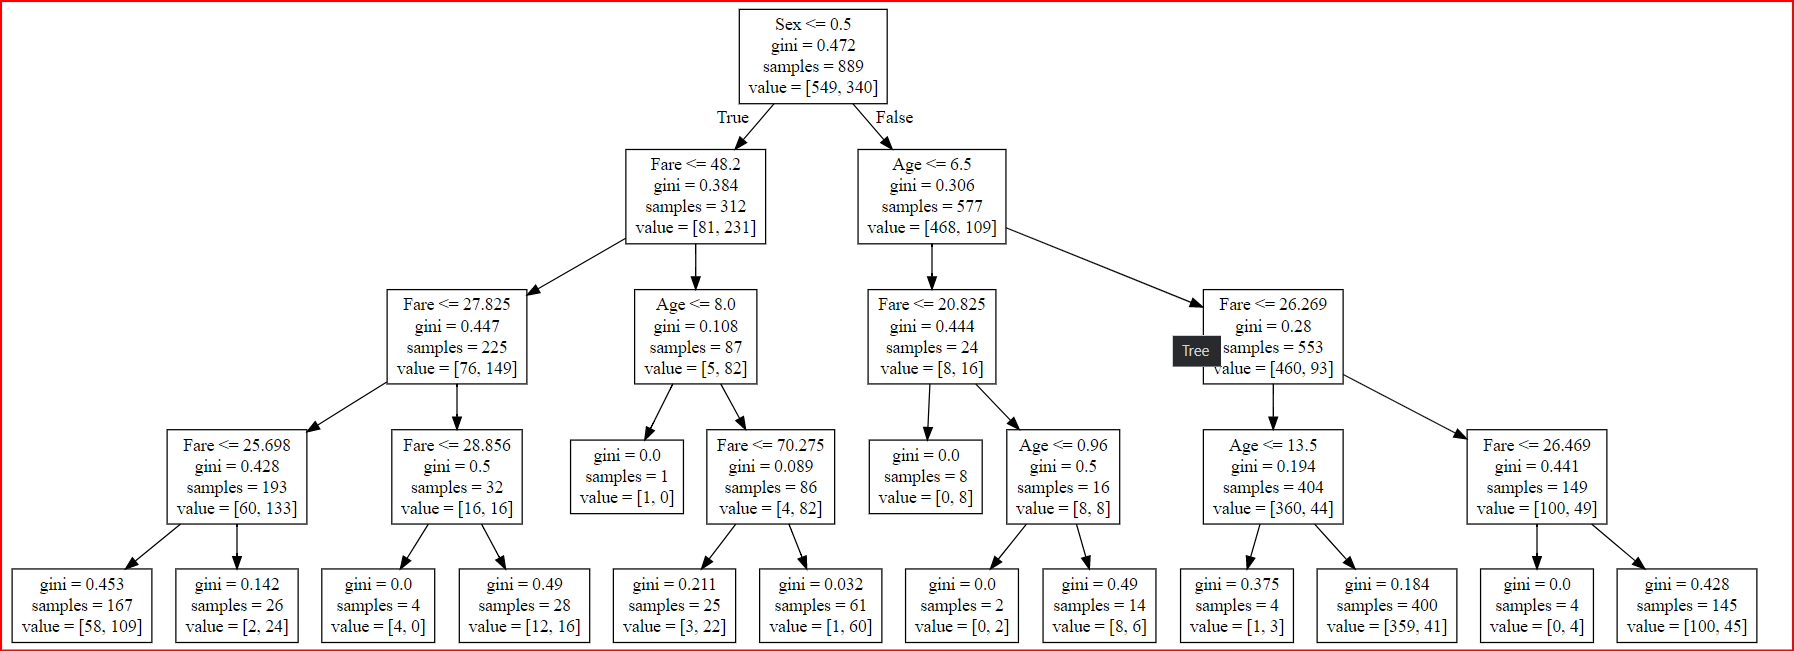 Sex <= 0.5
gini = 0.472
samples = 889
value = [549, 340]
True
False
Fare <= 48.2
gini = 0.384
samples = 312
value = [81, 231]
Age <= 6.5
gini = 0.306
samples = 577
value = [468, 109]
Fare <= 27.825
gini = 0.447
samples = 225
value = [76, 149]
Age <= 8.0
gini = 0.108
samples = 87
value = [5, 82]
Fare <= 20.825
gini = 0.444
samples = 24
value = [8, 16]
Fare <= 26.269
gini = 0.28
samples = 553
value = [460, 93]
Tree
Fare <= 25.698
gini = 0.428
samples = 193
value = [60, 133]
Fare <= 28.856
gini = 0.5
samples = 32
value = [16, 16]
gini = 0.0
samples = 1
value = [1, 0]
Fare <= 70.275
gini = 0.089
samples = 86
value = [4, 82]
gini = 0.0
samples = 8
value = [0, 8]
Age <= 0.96
gini = 0.5
samples = 16
value = [8, 8]
Age <= 13.5
gini = 0.194
samples = 404
value = [360, 44]
Fare <= 26.469
gini = 0.441
samples = 149
value = [100, 49]
gini = 0.453
samples = 167
value = [58, 109]
gini = 0.142
samples = 26
value = [2, 24]
gini = 0.0
samples = 4
value = [4, 0]
gini = 0.49
samples = 28
value = [12, 16]
gini = 0.211
samples = 25
value = [3, 22]
gini = 0.032
samples = 61
value = [1, 60]
gini = 0.0
samples = 2
value = [0, 2]
gini = 0.49
samples = 14
value = [8, 6]
gini = 0.375
samples = 4
value = [1, 3]
gini = 0.184
samples = 400
value = [359, 41]
gini = 0.0
samples = 4
value = [0, 4]
gini = 0.428
samples = 145
value = [100, 45]